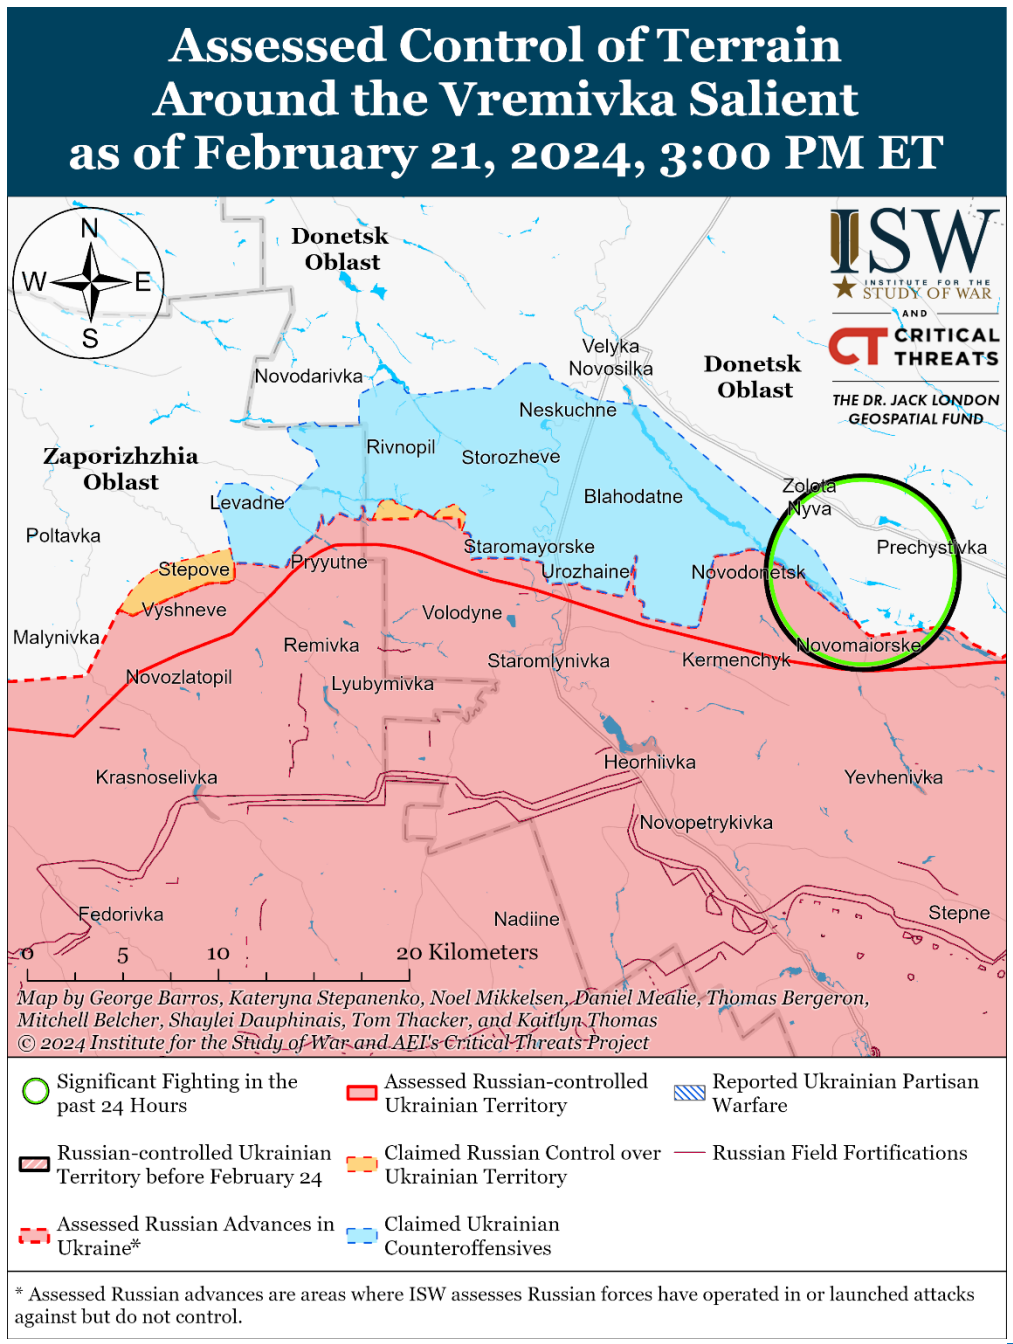 Assessed Control of Terrain
Around the Vremivka Salient
as of February 21, 2024, 3:00 PM ET
N
W E
S
Donetsk
Oblast
ISW
INSTITUTE FOR THE
STUDY OF WAR
AND
CT CRITICAL
THREATS
THE DR. JACK LONDON
GEOSPATIAL FUND
Velyka
Novosilka
Donetsk
Oblast
Novodarivka
Neskuchne
Rivnopil
Storozheve
Zaporizhzhia
Oblast
Zolota
Nyva
Blahodatne
Levadne
Poltavka
Prechystivka
Staromayorske
Pryyutne
Stepove
Urozhaine
Novodonetsk
Vyshneve
Volodyne
Malynivka
Remivka
Novomaiorske
Staromlynivka
Kermenchyk
Novozlatopil
Lyubymivka
Heorhiivka
Krasnoselivka
Yevhenivka
Novopetrykivka
Fedorivka
Nadiine
Stepne
0 5 10 20 Kilometers
Map by George Barros, Kateryna Stepanenko, Noel Mikkelsen, Daniel Mealie, Thomas Bergeron,
Mitchell Belcher, Shaylei Dauphinais, Tom Thacker, and Kaitlyn Thomas
© 2024 Institute for the Study of War and AEI's Critical Threats Project
Significant Fighting in the
past 24 Hours
Assessed Russian-controlled
Ukrainian Territory
Reported Ukrainian Partisan
Warfare
Russian-controlled Ukrainian
Territory before February 24
Claimed Russian Control over
Ukrainian Territory
Russian Field Fortifications
Assessed Russian Advances in
Ukraine*
Claimed Ukrainian
Counteroffensives
* Assessed Russian advances are areas where ISW assesses Russian forces have operated in or launched attacks
against but do not control.